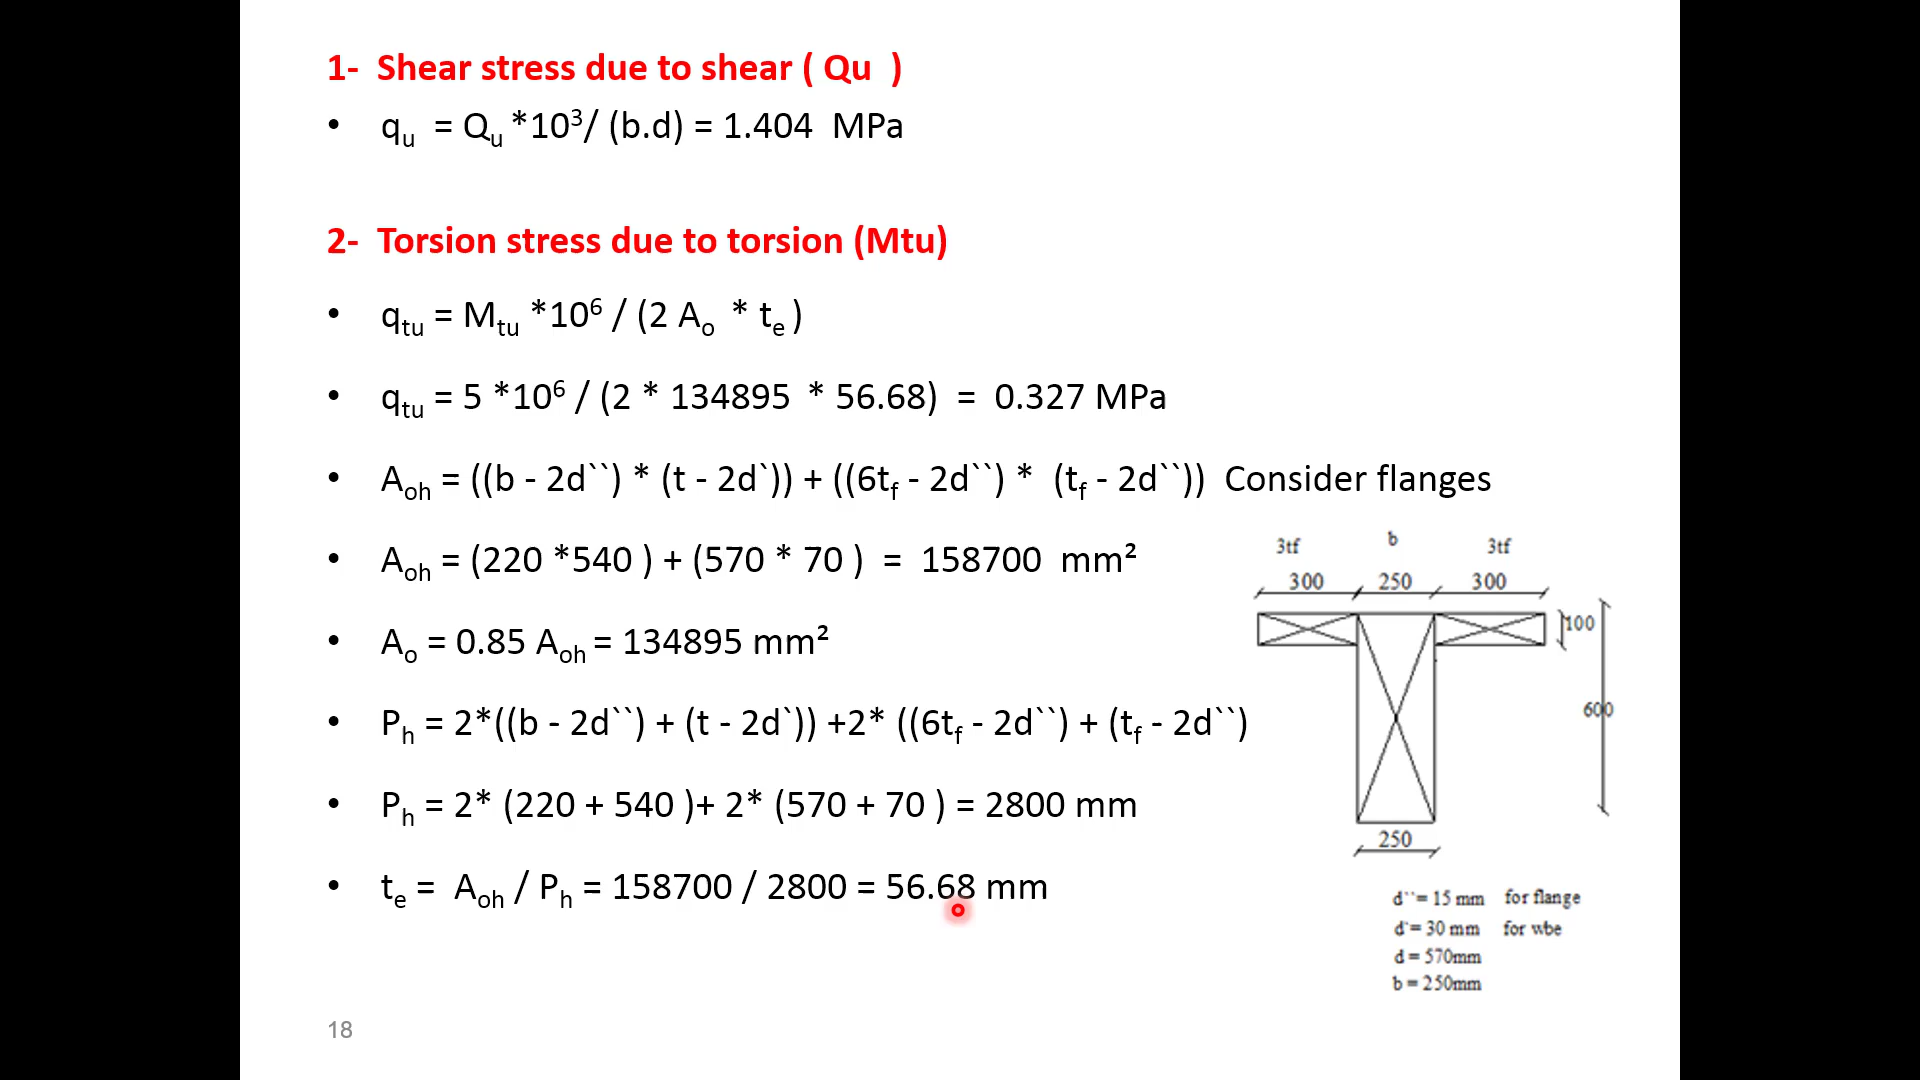 1- Shear stress due to shear ( Qu )
• qu = Qu *10³/ (b.d) = 1.404 MPa
2- Torsion stress due to torsion (Mtu)
• qtu = Mtu *10⁶ / (2 Ao * te )
• qtu = 5 *10⁶ / (2 * 134895 * 56.68) = 0.327 MPa
• Aoh = ((b - 2d``) * (t - 2d`)) + ((6tf - 2d``) * (tf - 2d``)) Consider flanges
• Aoh = (220 *540 ) + (570 * 70 ) = 158700 mm²
• Ao = 0.85 Aoh = 134895 mm²
• Ph = 2*((b - 2d``) + (t - 2d`)) +2* ((6tf - 2d``) + (tf - 2d``)
• Ph = 2* (220 + 540 )+ 2* (570 + 70 ) = 2800 mm
• te = Aoh / Ph = 158700 / 2800 = 56.68 mm
3tf b 3tf
300 250 300
100
600
250
d``= 15 mm for flange
d`= 30 mm for wbe
d = 570mm
b = 250mm
18